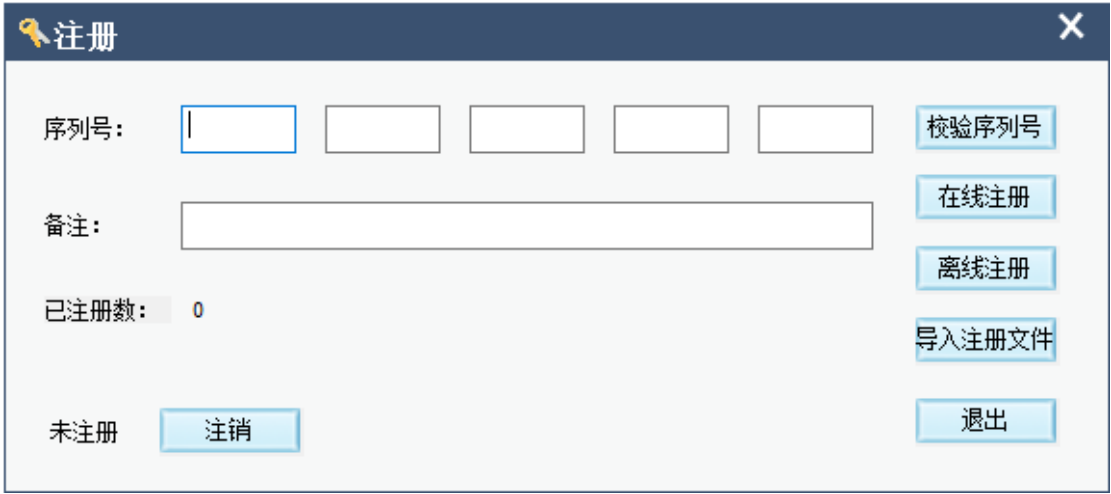 注册
序列号：
校验序列号
在线注册
备注：
离线注册
已注册数： 0
导入注册文件
未注册 注销
退出